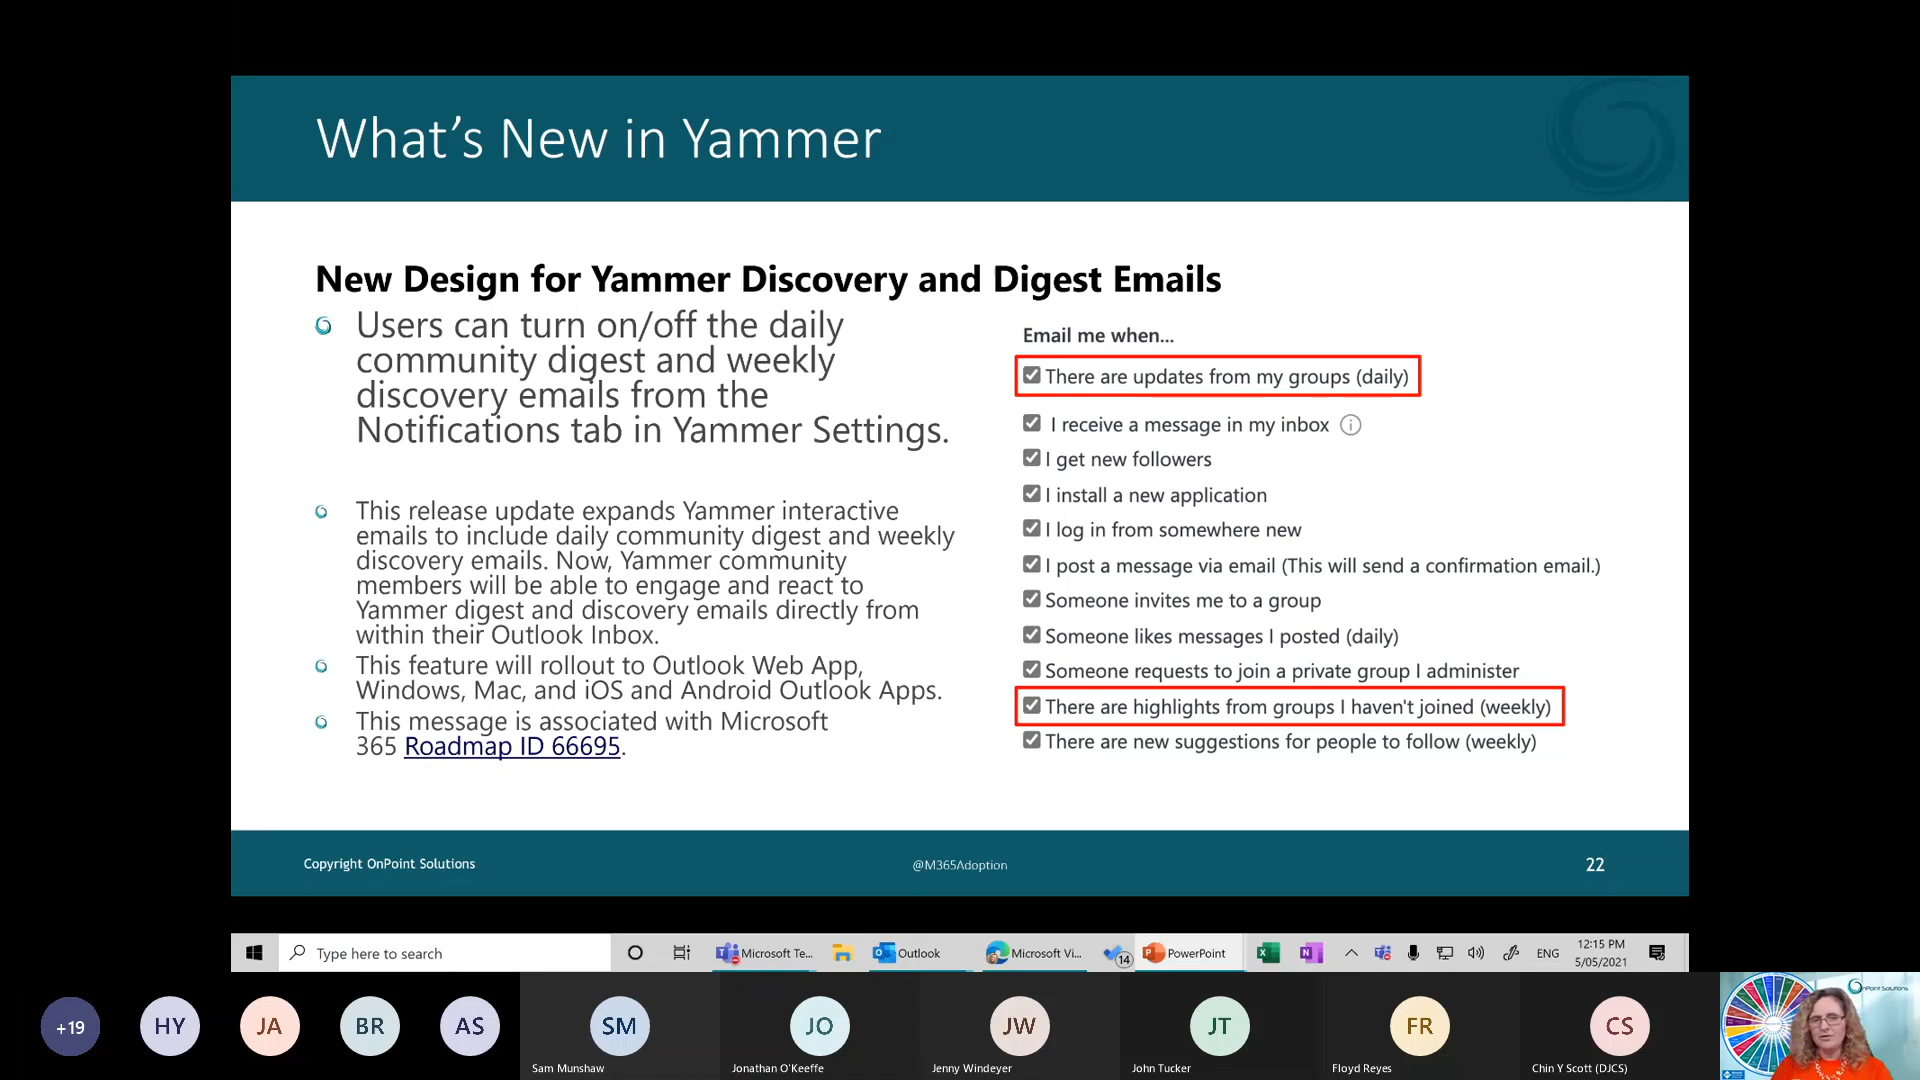 What's New in Yammer
New Design for Yammer Discovery and Digest Emails
Users can turn on/off the daily
community digest and weekly
discovery emails from the
Notifications tab in Yammer Settings.
This release update expands Yammer interactive
emails to include daily community digest and weekly
discovery emails. Now, Yammer community
members will be able to engage and react to
Yammer digest and discovery emails directly from
within their Outlook Inbox.
This feature will rollout to Outlook Web App,
Windows, Mac, and iOS and Android Outlook Apps.
This message is associated with Microsoft
365 Roadmap ID 66695.
Email me when...
There are updates from my groups (daily)
I receive a message in my inbox
I get new followers
I install a new application
I log in from somewhere new
I post a message via email (This will send a confirmation email.)
Someone invites me to a group
Someone likes messages I posted (daily)
Someone requests to join a private group I administer
There are highlights from groups I haven't joined (weekly)
There are new suggestions for people to follow (weekly)
Copyright OnPoint Solutions
@M365Adoption
22
Type here to search
Microsoft Te...
Outlook
Microsoft Vi...
14
PowerPoint
ENG
12:15 PM
5/05/2021
+19
HY
JA
BR
AS
SM
JO
JW
JT
FR
CS
Sam Munshaw
Jonathan O'Keeffe
Jenny Windeyer
John Tucker
Floyd Reyes
Chin Y Scott (DJCS)
OnPoint Solutions